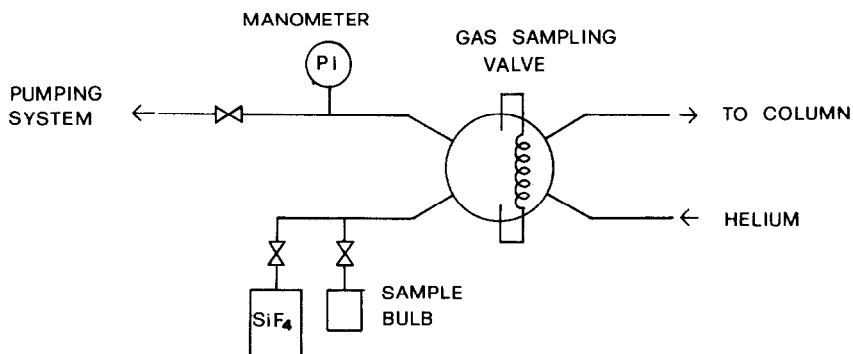 MANOMETER
PI
GAS SAMPLING
VALVE
PUMPING
SYSTEM
TO COLUMN
HELIUM
SiF4
SAMPLE
BULB